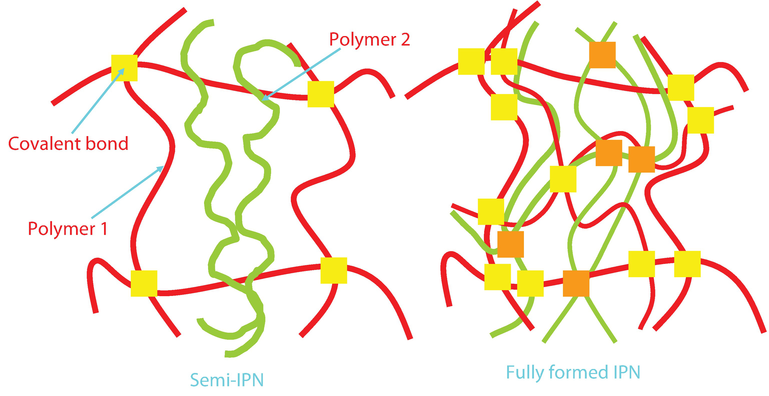 Polymer 2
Covalent bond
Polymer 1
Semi-IPN
Fully formed IPN